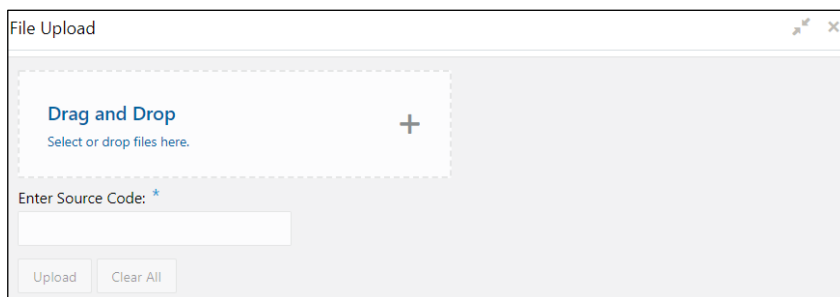 File Upload
Drag and Drop
Select or drop files here.
Enter Source Code: *
Upload Clear All